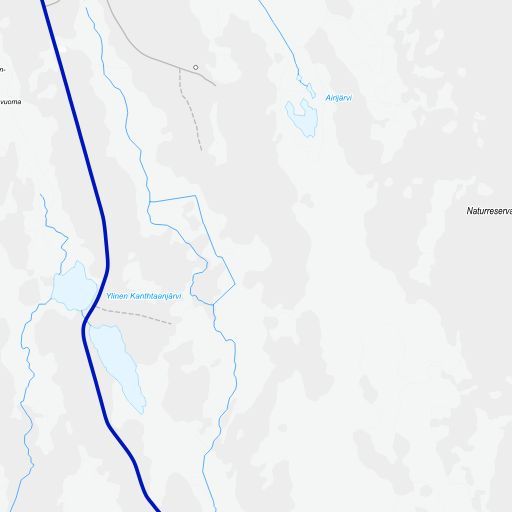 n-
vuoma
Airijärvi
Naturreserva
Ylinen Kanthtaanjärvi